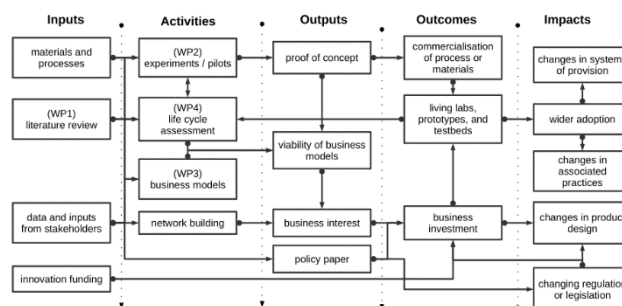 Inputs
Activities
Outputs
Outcomes
Impacts
materials and
processes
(WP2)
experiments / pilots
proof of concept
commercialisation
of process or
materials
changes in systems
of provision
(WP1)
literature review
(WP4)
life cycle
assessment
living labs,
prototypes, and
testbeds
wider adoption
viability of business
models
(WP3)
business models
changes in
associated
practices
data and inputs
from stakeholders
network building
business interest
business
investment
changes in product
design
policy paper
innovation funding
changing regulation
or legislation